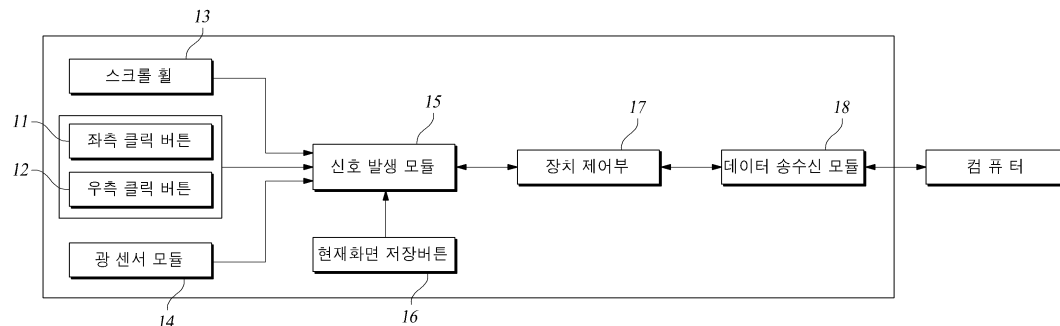 13
스크롤 휠
11
좌측 클릭 버튼
12
우측 클릭 버튼
광 센서 모듈
14
15
신호 발생 모듈
현재화면 저장버튼
16
17
장치 제어부
18
데이터 송수신 모듈
컴 퓨 터